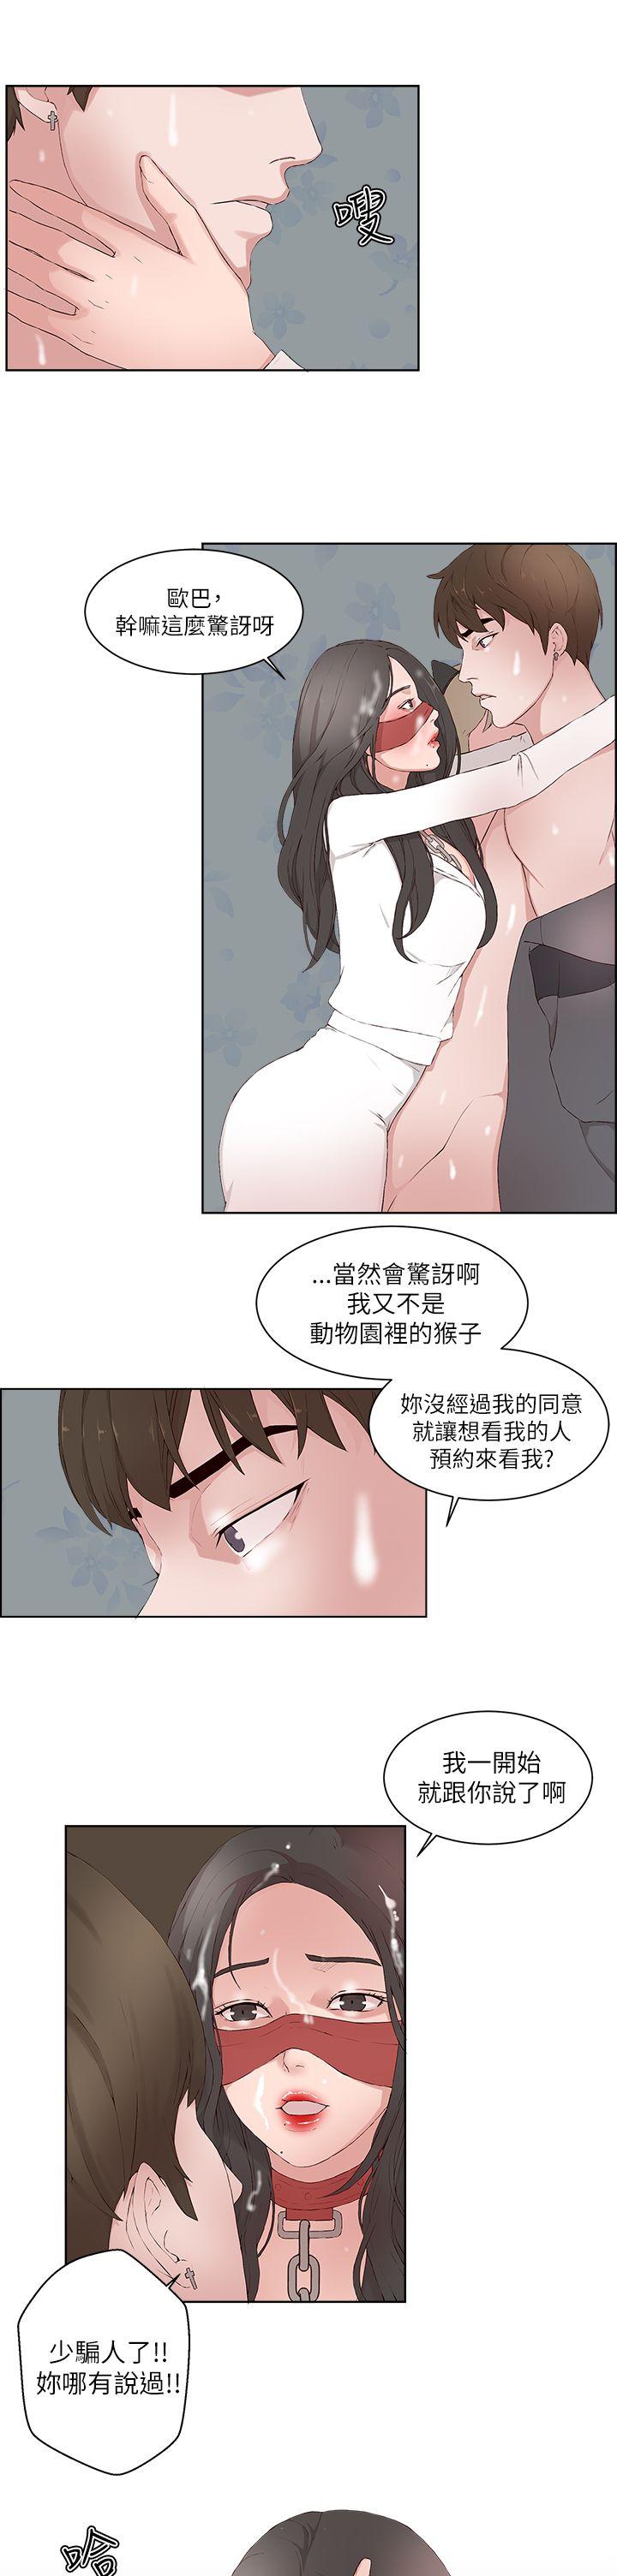 嗖
歐巴,
幹嘛這麼驚訝呀
...當然會驚訝啊
我又不是
動物園裡的猴子
妳沒經過我的同意
就讓想看我的人
預約來看我?
我一開始
就跟你說了啊
少騙人了!!
妳哪有說過!!
哈